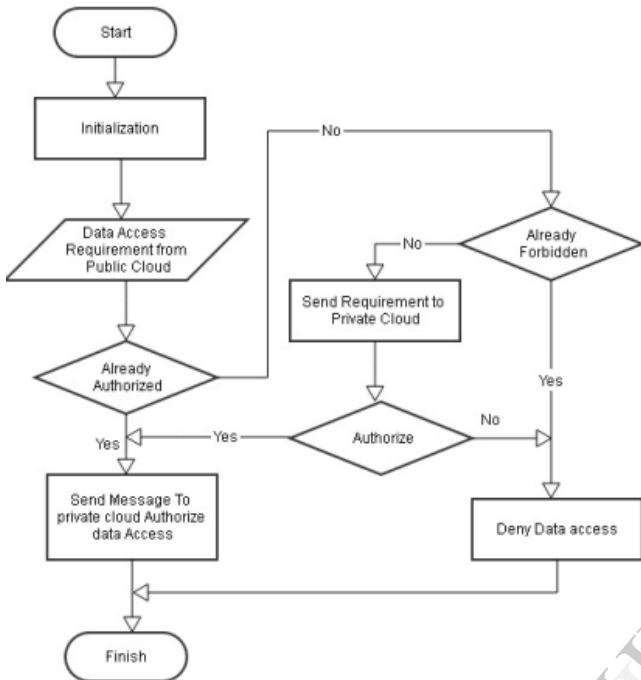 Start
Initialization
No
Data Access
Requirement from
Public Cloud
Already
Forbidden
No
Send Requirement to
Private Cloud
Already
Authorized
Yes
Authorize
No
Yes
Yes
Send Message To
private cloud Authorize
data Access
Deny Data access
Finish